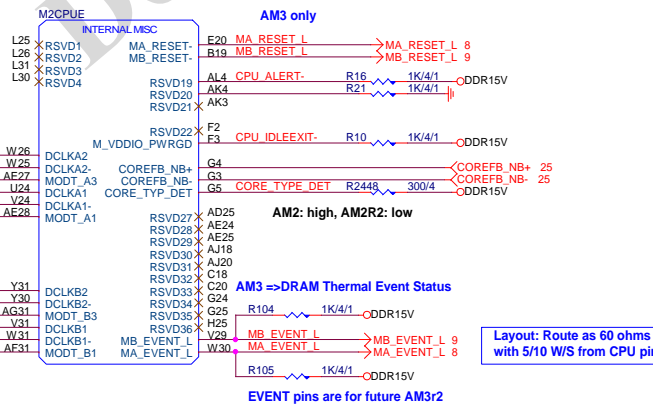 M2CPUE
AM3 only
INTERNAL MISC
L25 RSVD1 MA_RESET- E20 MA_RESET_L MA_RESET_L 8
L26 RSVD2 MB_RESET- B19 MB_RESET_L MB_RESET_L 9
L31 RSVD3
L30 RSVD4
RSVD19 AL4 CPU_ALERT- R16 1K/4/1 DDR15V
RSVD20 AK4 R21 1K/4/1
RSVD21 AK3
RSVD22 F2
M_VDDIO_PWRGD F3 CPU_IDLEEXIT- R10 1K/4/1 DDR15V
W26 DCLKA2
W25 DCLKA2- COREFB_NB+ G4 COREFB_NB+ 25
AE27 MODT_A3 COREFB_NB- G3 COREFB_NB- 25
U24 DCLKA1 CORE_TYP_DET G5 CORE_TYPE_DET R2448 300/4 DDR15V
V24 DCLKA1-
AE28 MODT_A1
AM2: high, AM2R2: low
RSVD27 AD25
RSVD28 AE24
RSVD29 AE25
RSVD30 AJ18
RSVD31 AJ20
RSVD32 C18
Y31 DCLKB2 RSVD33 C20
AM3 =>DRAM Thermal Event Status
Y30 DCLKB2- RSVD34 G24
AG31 MODT_B3 RSVD35 G25 R104 1K/4/1 DDR15V
V31 DCLKB1 RSVD36 H25
W31 DCLKB1- MB_EVENT_L V29 MB_EVENT_L MB_EVENT_L 9
AF31 MODT_B1 MA_EVENT_L W30 MA_EVENT_L MA_EVENT_L 8
R105 1K/4/1 DDR15V
EVENT pins are for future AM3r2
Layout: Route as 60 ohms
with 5/10 W/S from CPU pin